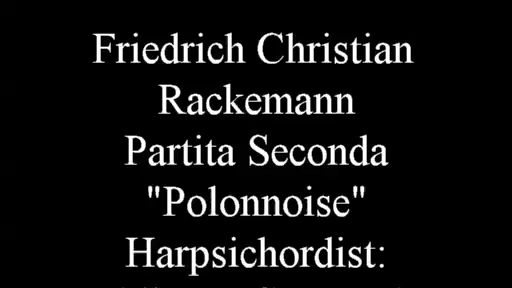 Friedrich Christian
Rackemann
Partita Seconda
"Polonnoise"
Harpsichordist: